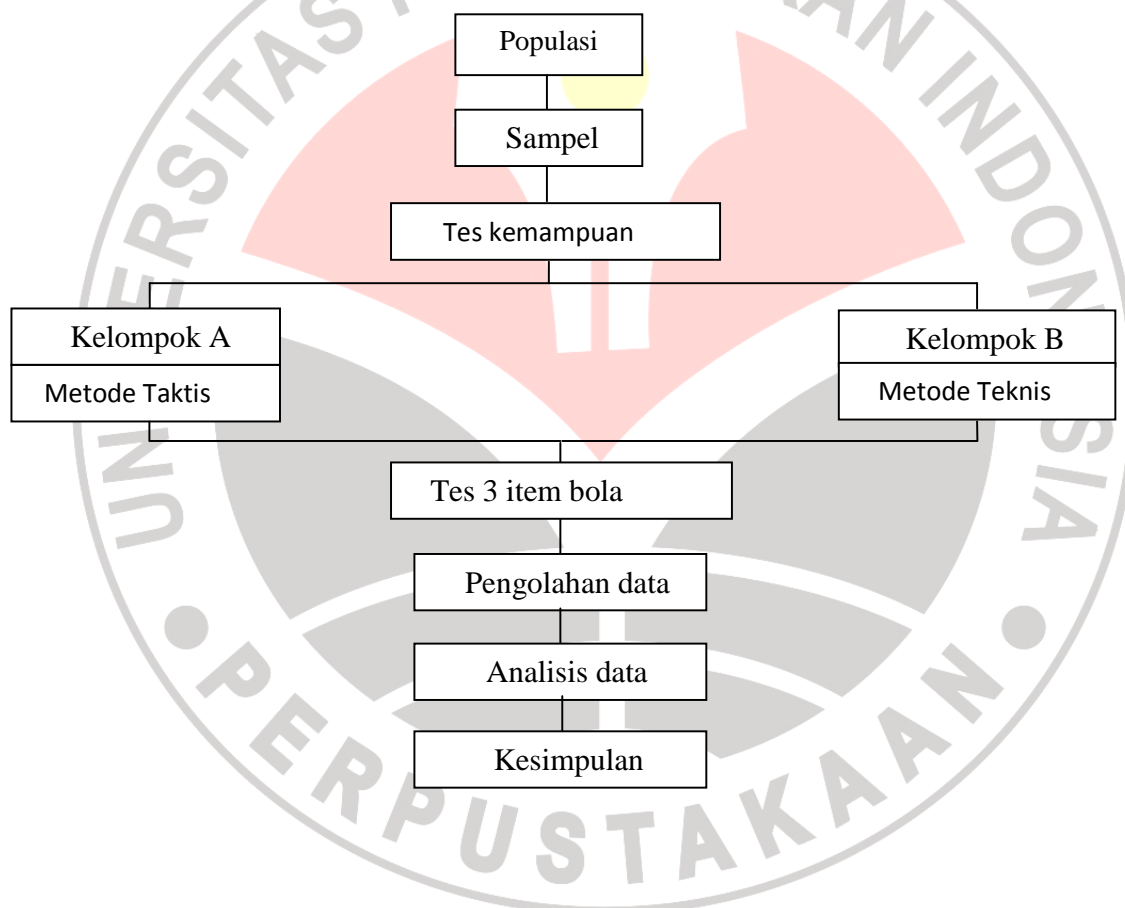 Populasi
Sampel
Tes kemampuan
Kelompok A
Metode Taktis
Kelompok B
Metode Teknis
Tes 3 item bola
Pengolahan data
Analisis data
Kesimpulan
PERPUSTAKAAN